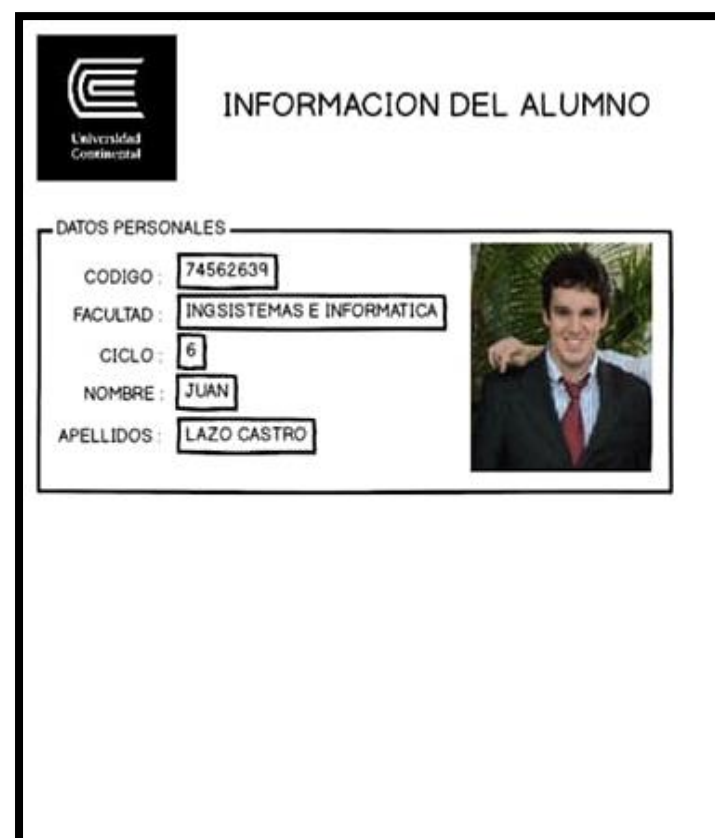 Universidad
Continental
INFORMACION DEL ALUMNO
DATOS PERSONALES
CODIGO : 74562639
FACULTAD : INGSISTEMAS E INFORMATICA
CICLO : 6
NOMBRE : JUAN
APELLIDOS : LAZO CASTRO